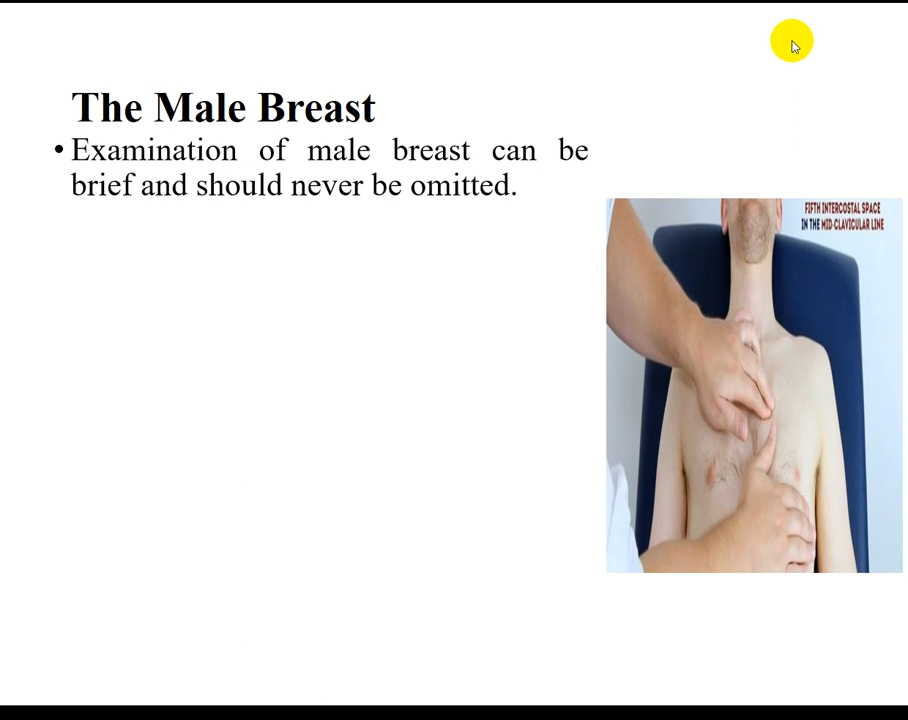 The Male Breast
• Examination of male breast can be
brief and should never be omitted.
FIFTH INTERCOSTAL SPACE
IN THE MID-CLAVICULAR LINE